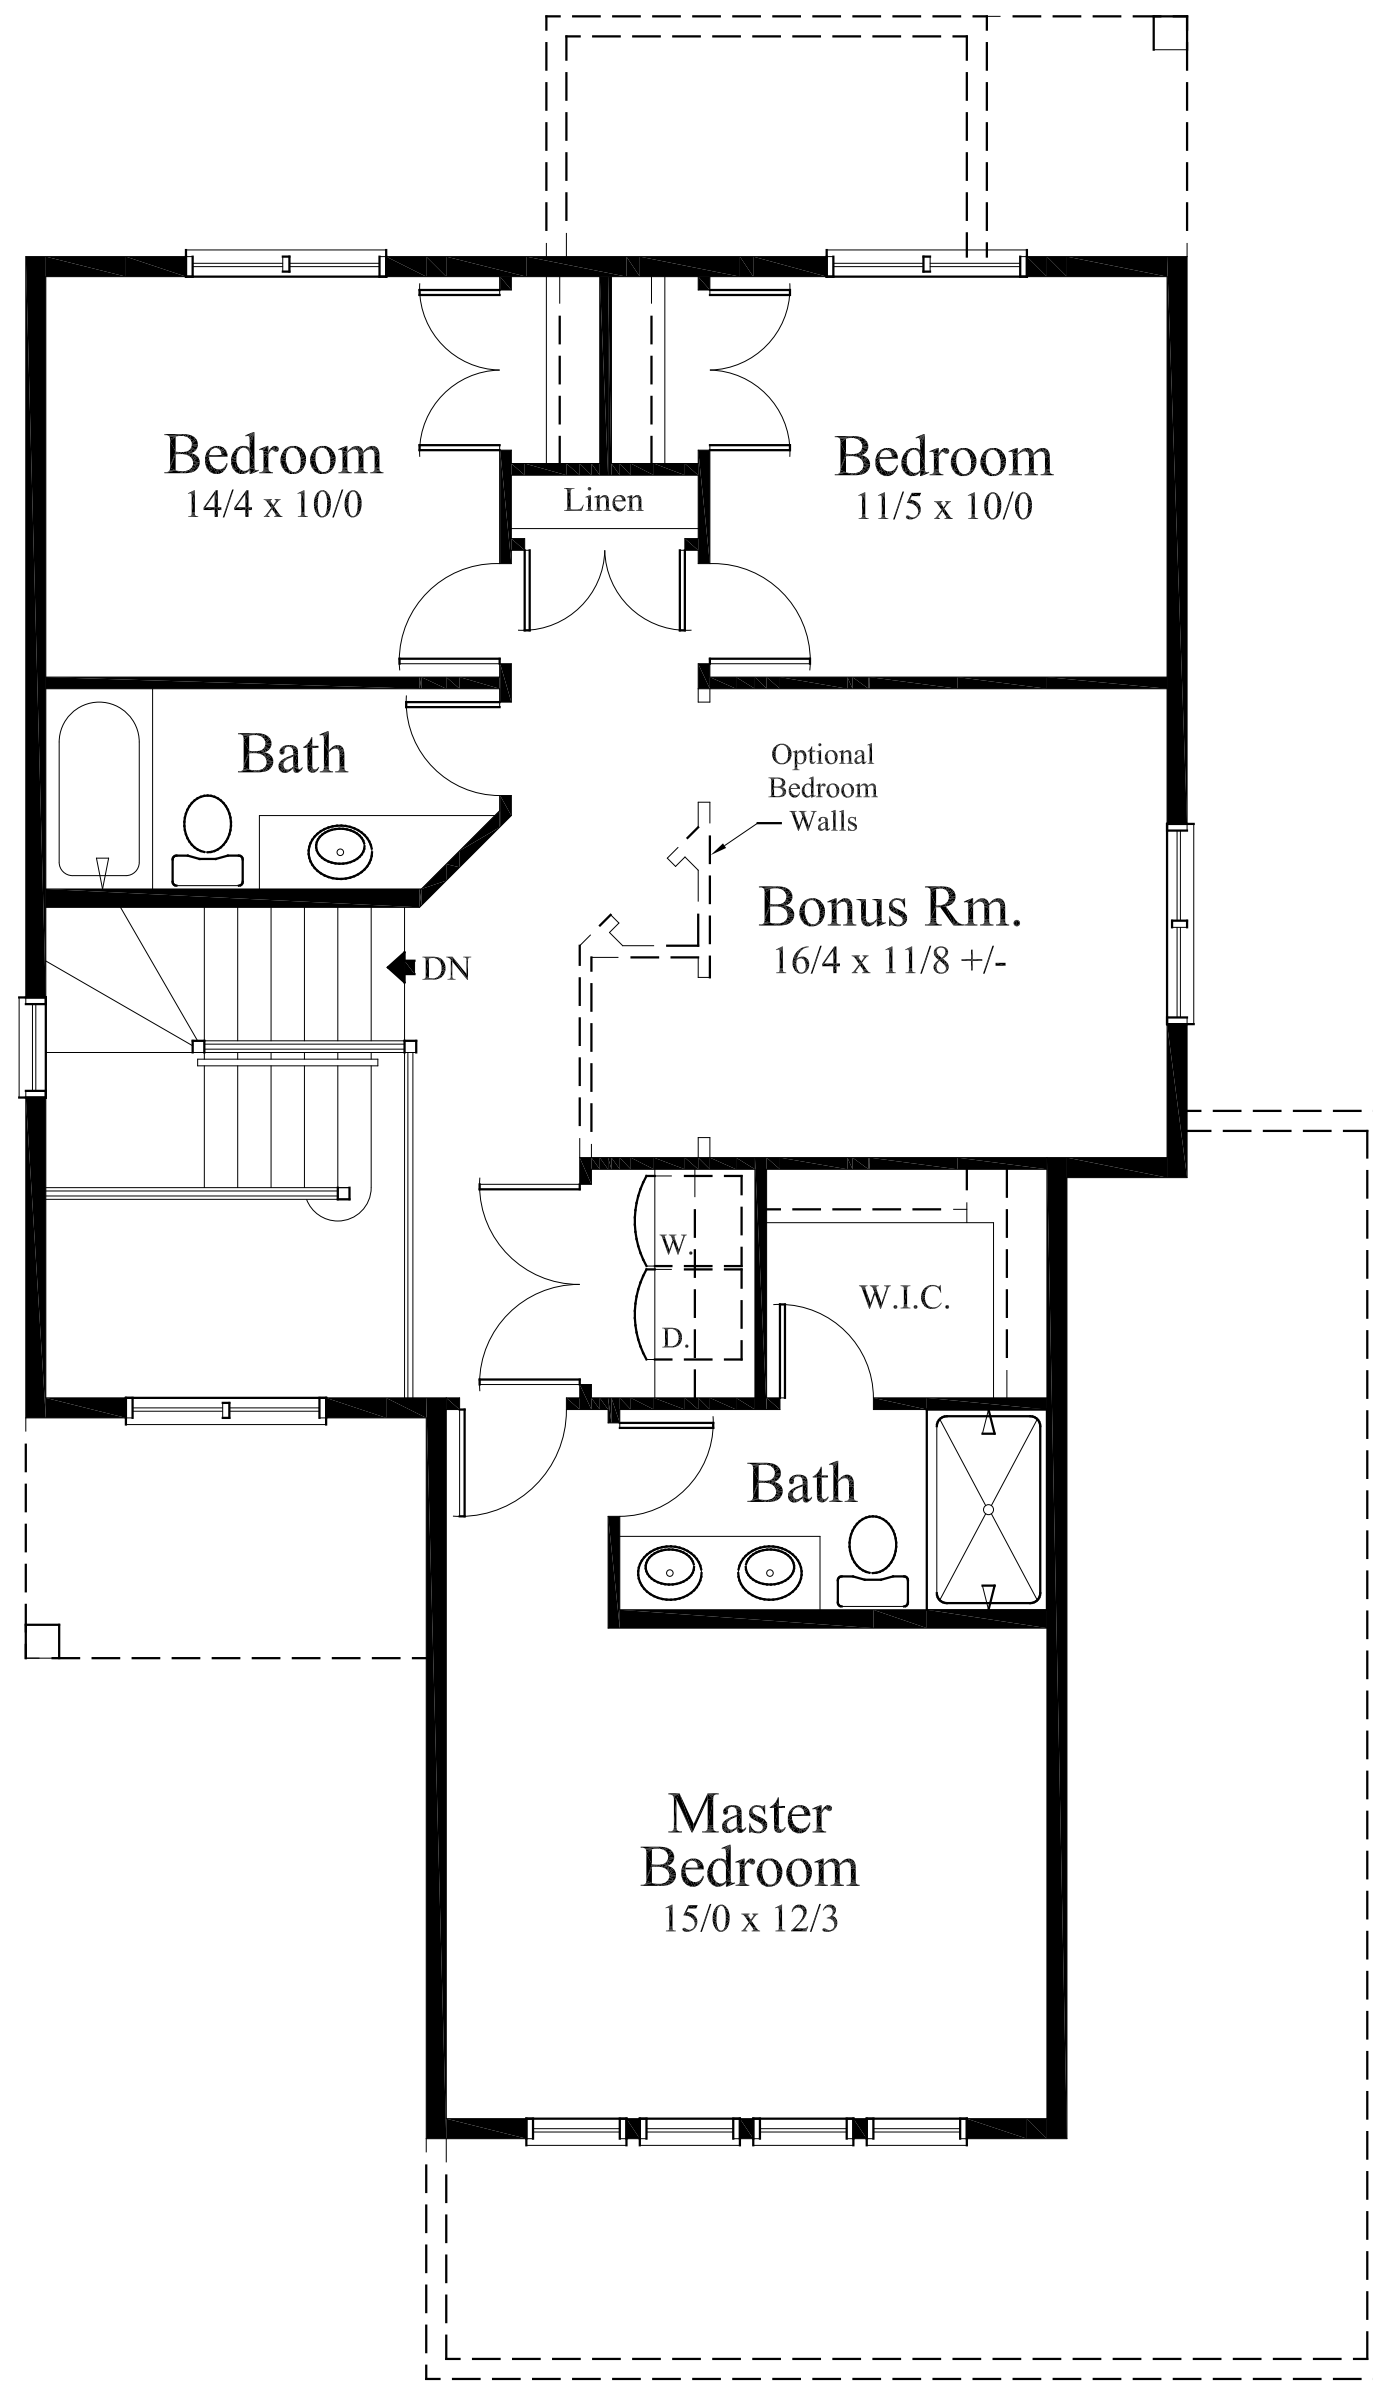 Bedroom
14/4 x 10/0
Bedroom
11/5 x 10/0
Linen
Bath
Optional
Bedroom
Walls
Bonus Rm.
16/4 x 11/8 +/-
DN
W.
D.
W.I.C.
Bath
Master
Bedroom
15/0 x 12/3